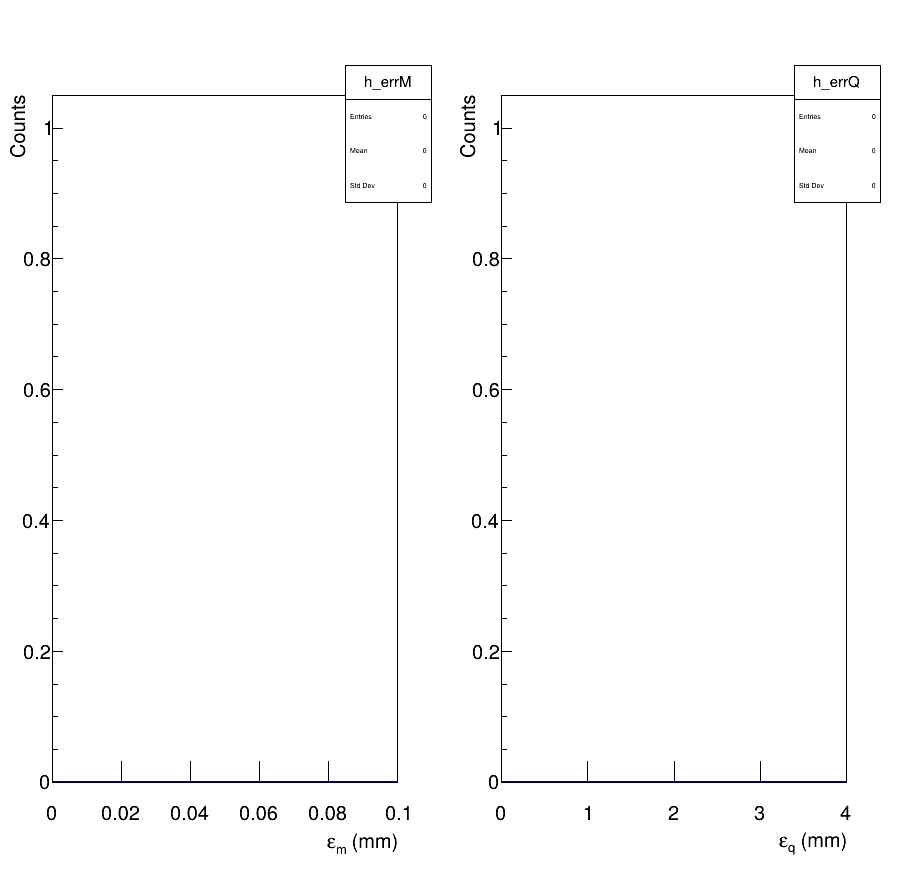 h_errM
Entries 0
Mean 0
Std Dev 0
Counts
1
0.8
0.6
0.4
0.2
0
0 0.02 0.04 0.06 0.08 0.1
εm (mm)
h_errQ
Entries 0
Mean 0
Std Dev 0
Counts
1
0.8
0.6
0.4
0.2
0
0 1 2 3 4
εq (mm)